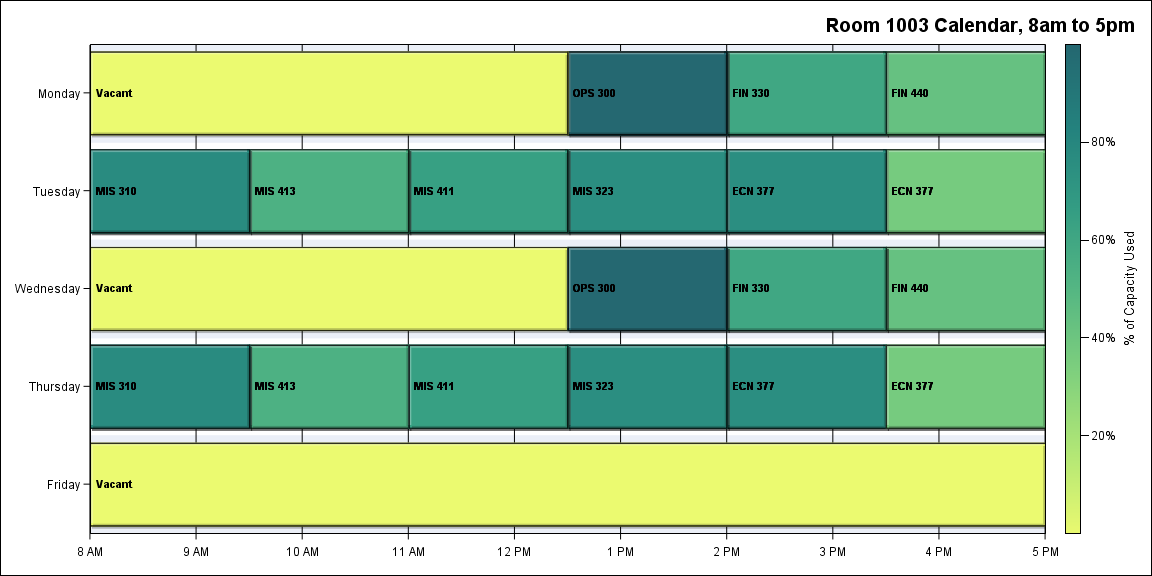 Room 1003 Calendar, 8am to 5pm
Monday
Vacant
OPS 300
FIN 330
FIN 440
Tuesday
MIS 310
MIS 413
MIS 411
MIS 323
ECN 377
ECN 377
Wednesday
Vacant
OPS 300
FIN 330
FIN 440
Thursday
MIS 310
MIS 413
MIS 411
MIS 323
ECN 377
ECN 377
Friday
Vacant
8 AM
9 AM
10 AM
11 AM
12 PM
1 PM
2 PM
3 PM
4 PM
5 PM
80%
60%
40%
20%
% of Capacity Used